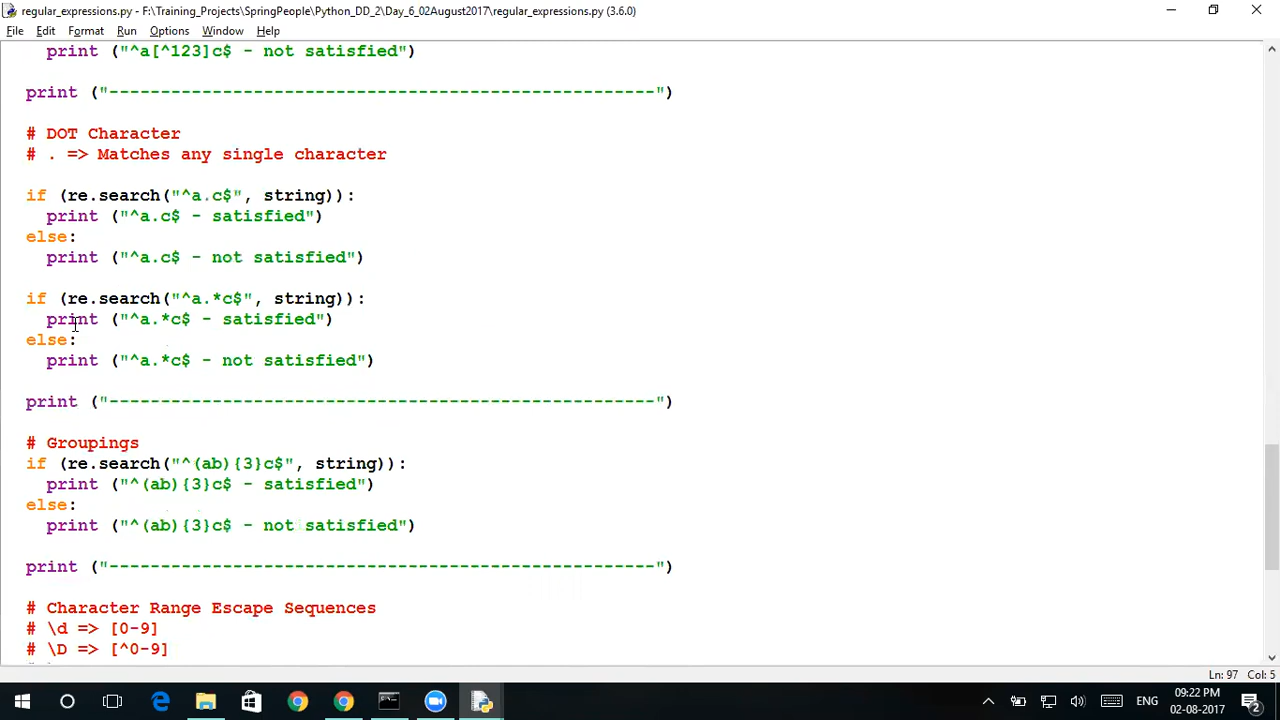 regular_expressions.py - F:\Training_Projects\SpringPeople\Python_DD_2\Day_6_02August2017\regular_expressions.py (3.6.0)
File Edit Format Run Options Window Help
print ("^a[^123]c$ - not satisfied")
print ("-----------------------------------------------------")
# DOT Character
# . => Matches any single character
if (re.search("^a.c$", string)):
print ("^a.c$ - satisfied")
else:
print ("^a.c$ - not satisfied")
if (re.search("^a.*c$", string)):
print ("^a.*c$ - satisfied")
else:
print ("^a.*c$ - not satisfied")
print ("-----------------------------------------------------")
# Groupings
if (re.search("^(ab){3}c$", string)):
print ("^(ab){3}c$ - satisfied")
else:
print ("^(ab){3}c$ - not satisfied")
print ("-----------------------------------------------------")
# Character Range Escape Sequences
# \d => [0-9]
# \D => [^0-9]
Ln: 97 Col: 5
ENG
09:22 PM
02-08-2017
2